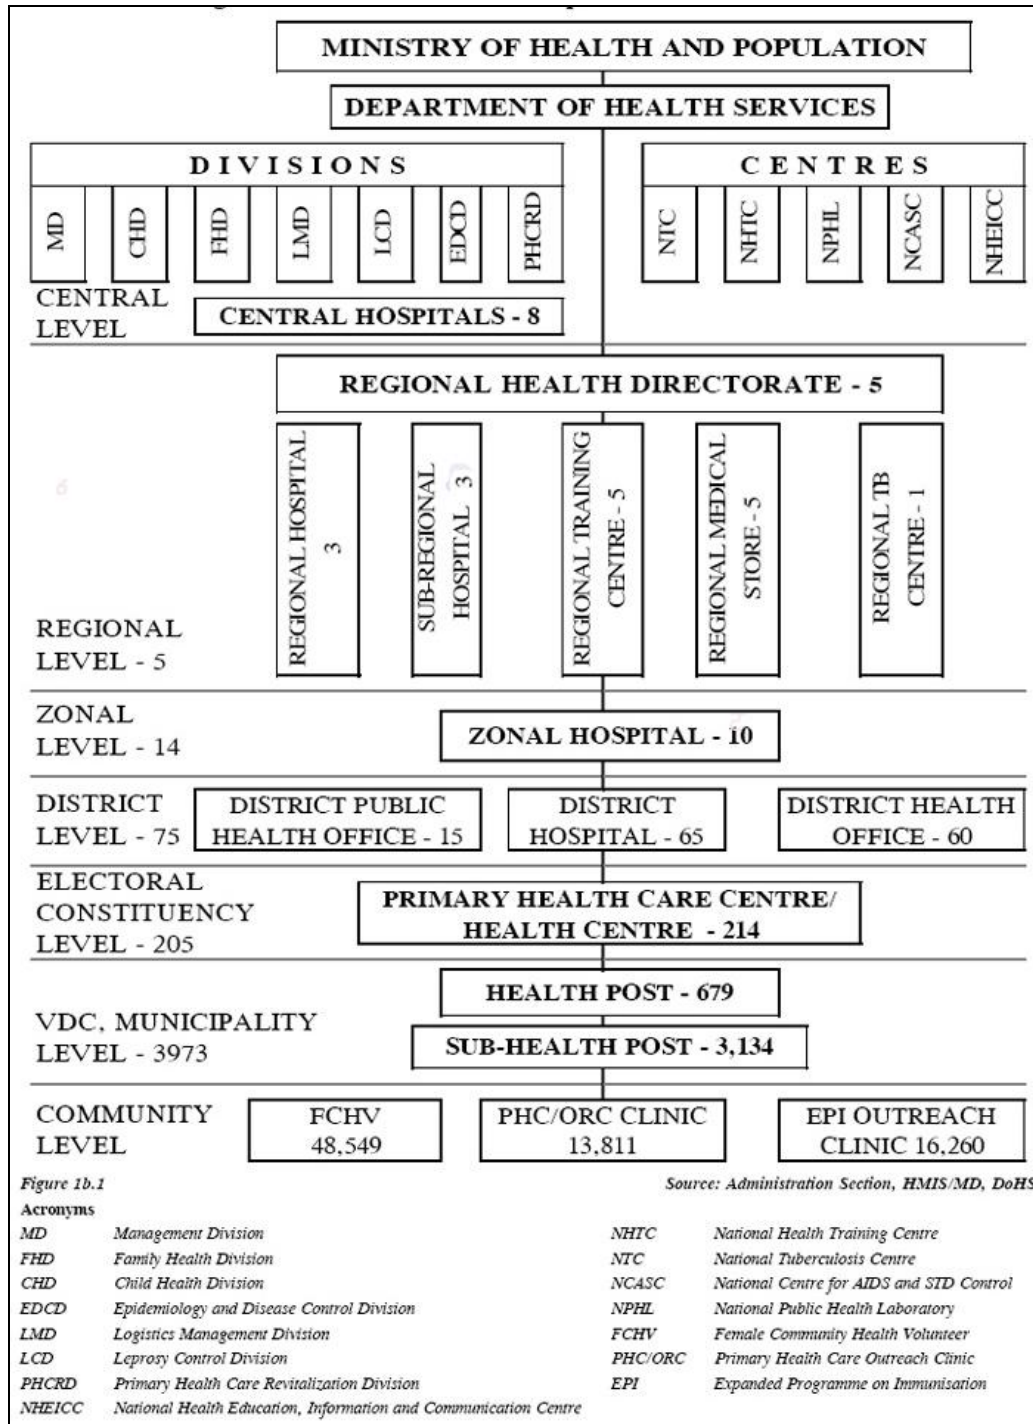 MINISTRY OF HEALTH AND POPULATION
DEPARTMENT OF HEALTH SERVICES
DIVISIONS
CENTRES
MD
CHD
FHD
LMD
LCD
EDCD
PHCRD
NTC
NHTC
NPHL
NCASC
NHEICC
CENTRAL
LEVEL
CENTRAL HOSPITALS - 8
REGIONAL HEALTH DIRECTORATE - 5
REGIONAL HOSPITAL
3
SUB-REGIONAL
HOSPITAL 3
REGIONAL TRAINING
CENTRE - 5
REGIONAL MEDICAL
STORE - 5
REGIONAL TB
CENTRE - 1
REGIONAL
LEVEL - 5
ZONAL
LEVEL - 14
ZONAL HOSPITAL - 10
DISTRICT
LEVEL - 75
DISTRICT PUBLIC
HEALTH OFFICE - 15
DISTRICT
HOSPITAL - 65
DISTRICT HEALTH
OFFICE - 60
ELECTORAL
CONSTITUENCY
LEVEL - 205
PRIMARY HEALTH CARE CENTRE/
HEALTH CENTRE - 214
HEALTH POST - 679
VDC, MUNICIPALITY
LEVEL - 3973
SUB-HEALTH POST - 3,134
COMMUNITY
LEVEL
FCHV
48,549
PHC/ORC CLINIC
13,811
EPI OUTREACH
CLINIC 16,260
Figure 1b.1
Source: Administration Section, HMIS/MD, DoHS
Acronyms
MD Management Division
FHD Family Health Division
CHD Child Health Division
EDCD Epidemiology and Disease Control Division
LMD Logistics Management Division
LCD Leprosy Control Division
PHCRD Primary Health Care Revitalization Division
NHEICC National Health Education, Information and Communication Centre
NHTC National Health Training Centre
NTC National Tuberculosis Centre
NCASC National Centre for AIDS and STD Control
NPHL National Public Health Laboratory
FCHV Female Community Health Volunteer
PHC/ORC Primary Health Care Outreach Clinic
EPI Expanded Programme on Immunisation